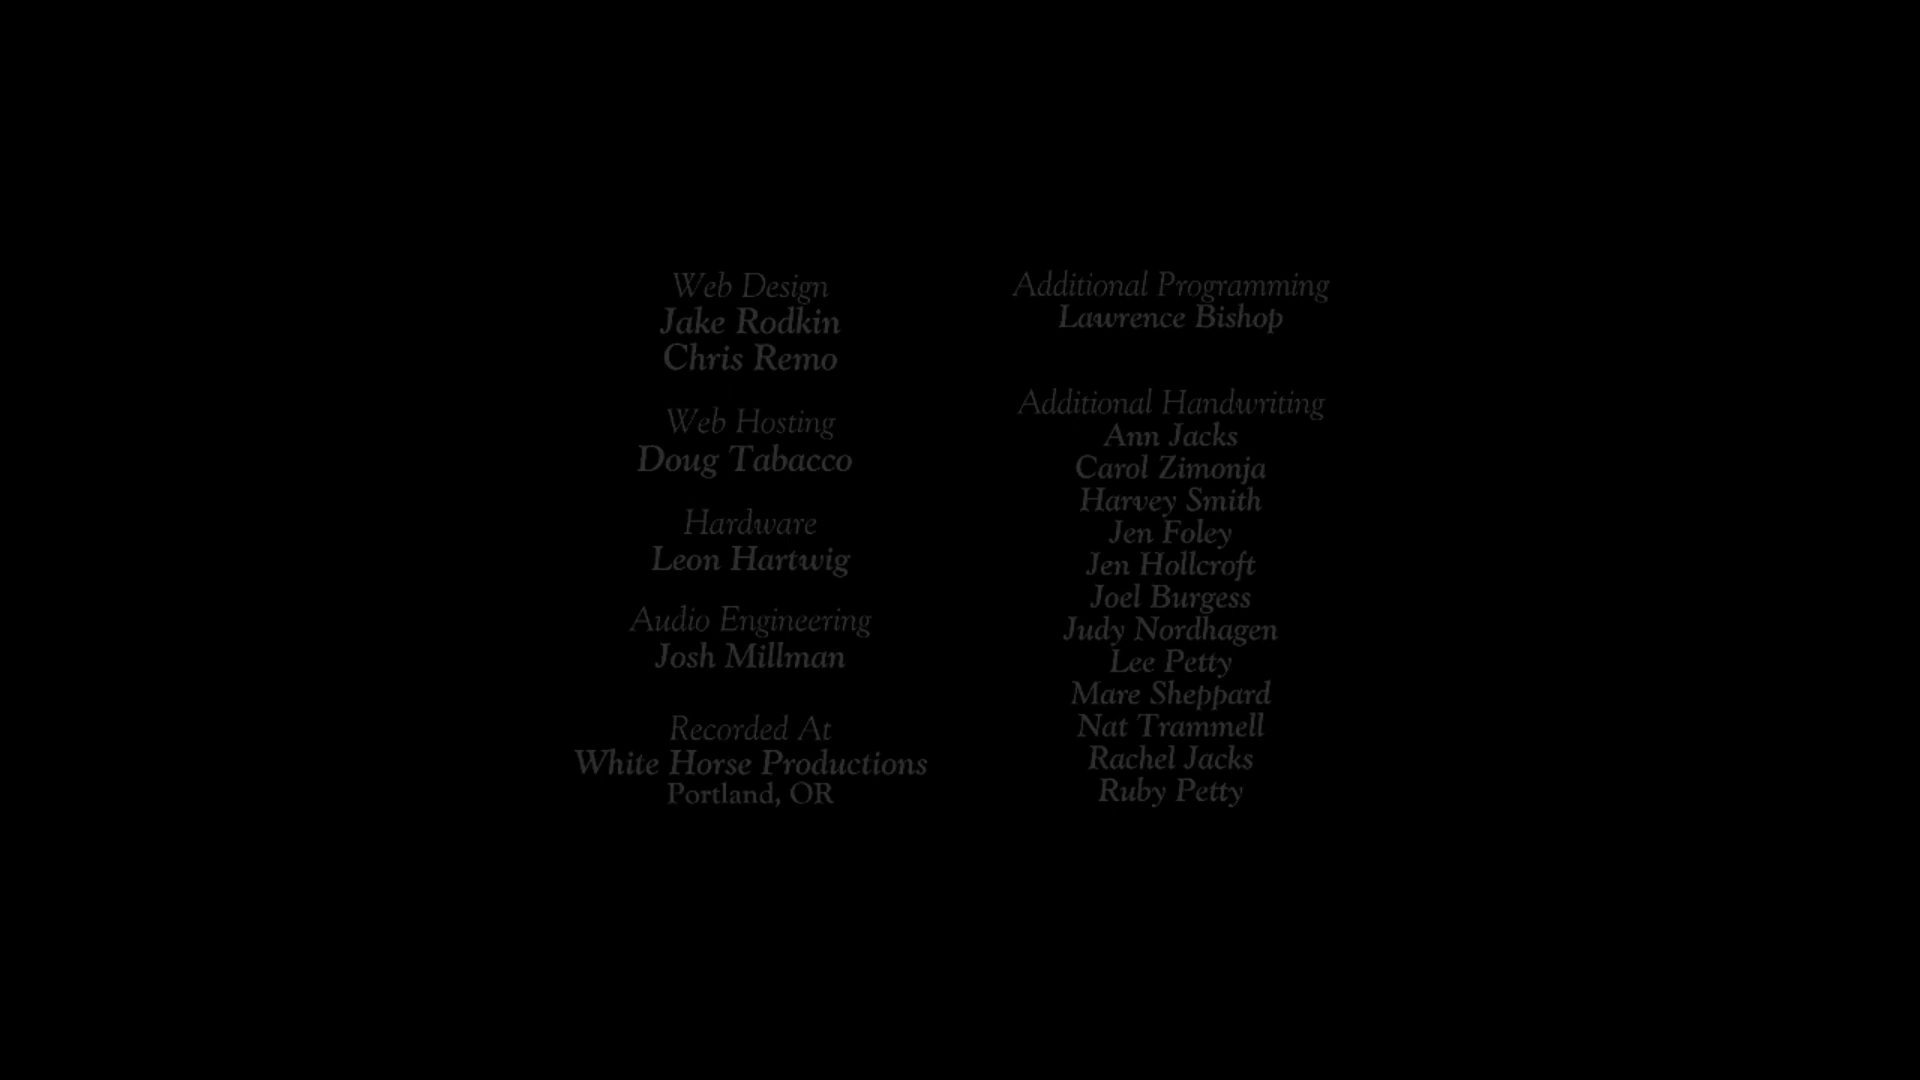 Web Design
Jake Rodkin
Chris Remo
Web Hosting
Doug Tabacco
Hardware
Leon Hartwig
Audio Engineering
Josh Millman
Recorded At
White Horse Productions
Portland, OR
Additional Programming
Lawrence Bishop
Additional Handwriting
Ann Jacks
Carol Zimonja
Harvey Smith
Jen Foley
Jen Hollcroft
Joel Burgess
Judy Nordhagen
Lee Petty
Mare Sheppard
Nat Trammell
Rachel Jacks
Ruby Petty